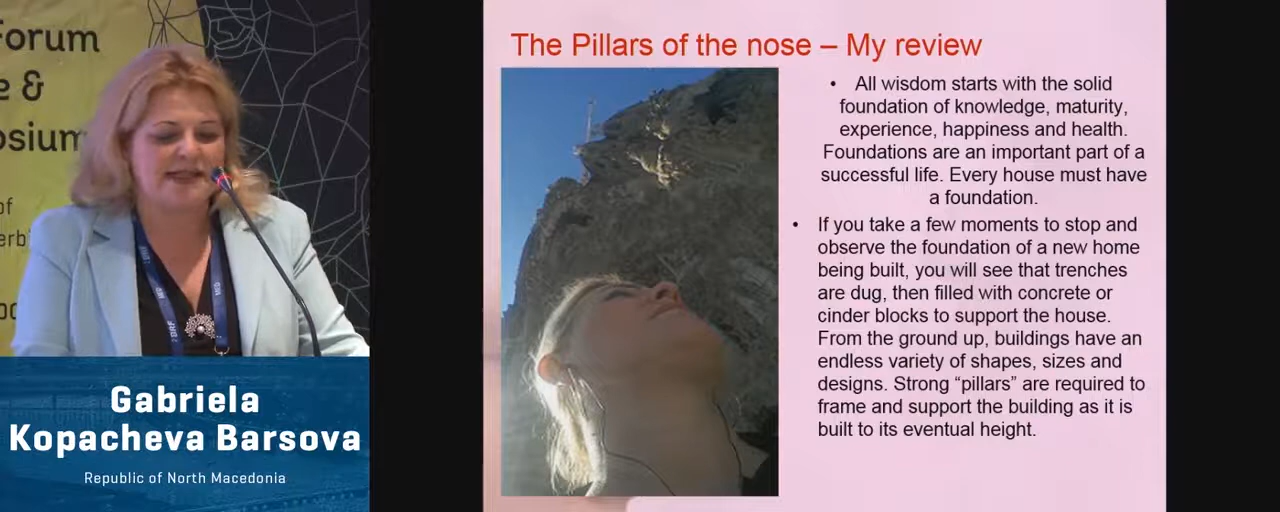 Forum
e &
osium
of
erb
Gabriela
Kopacheva Barsova
Republic of North Macedonia
The Pillars of the nose – My review
• All wisdom starts with the solid
foundation of knowledge, maturity,
experience, happiness and health.
Foundations are an important part of a
successful life. Every house must have
a foundation.
• If you take a few moments to stop and
observe the foundation of a new home
being built, you will see that trenches
are dug, then filled with concrete or
cinder blocks to support the house.
From the ground up, buildings have an
endless variety of shapes, sizes and
designs. Strong “pillars” are required to
frame and support the building as it is
built to its eventual height.